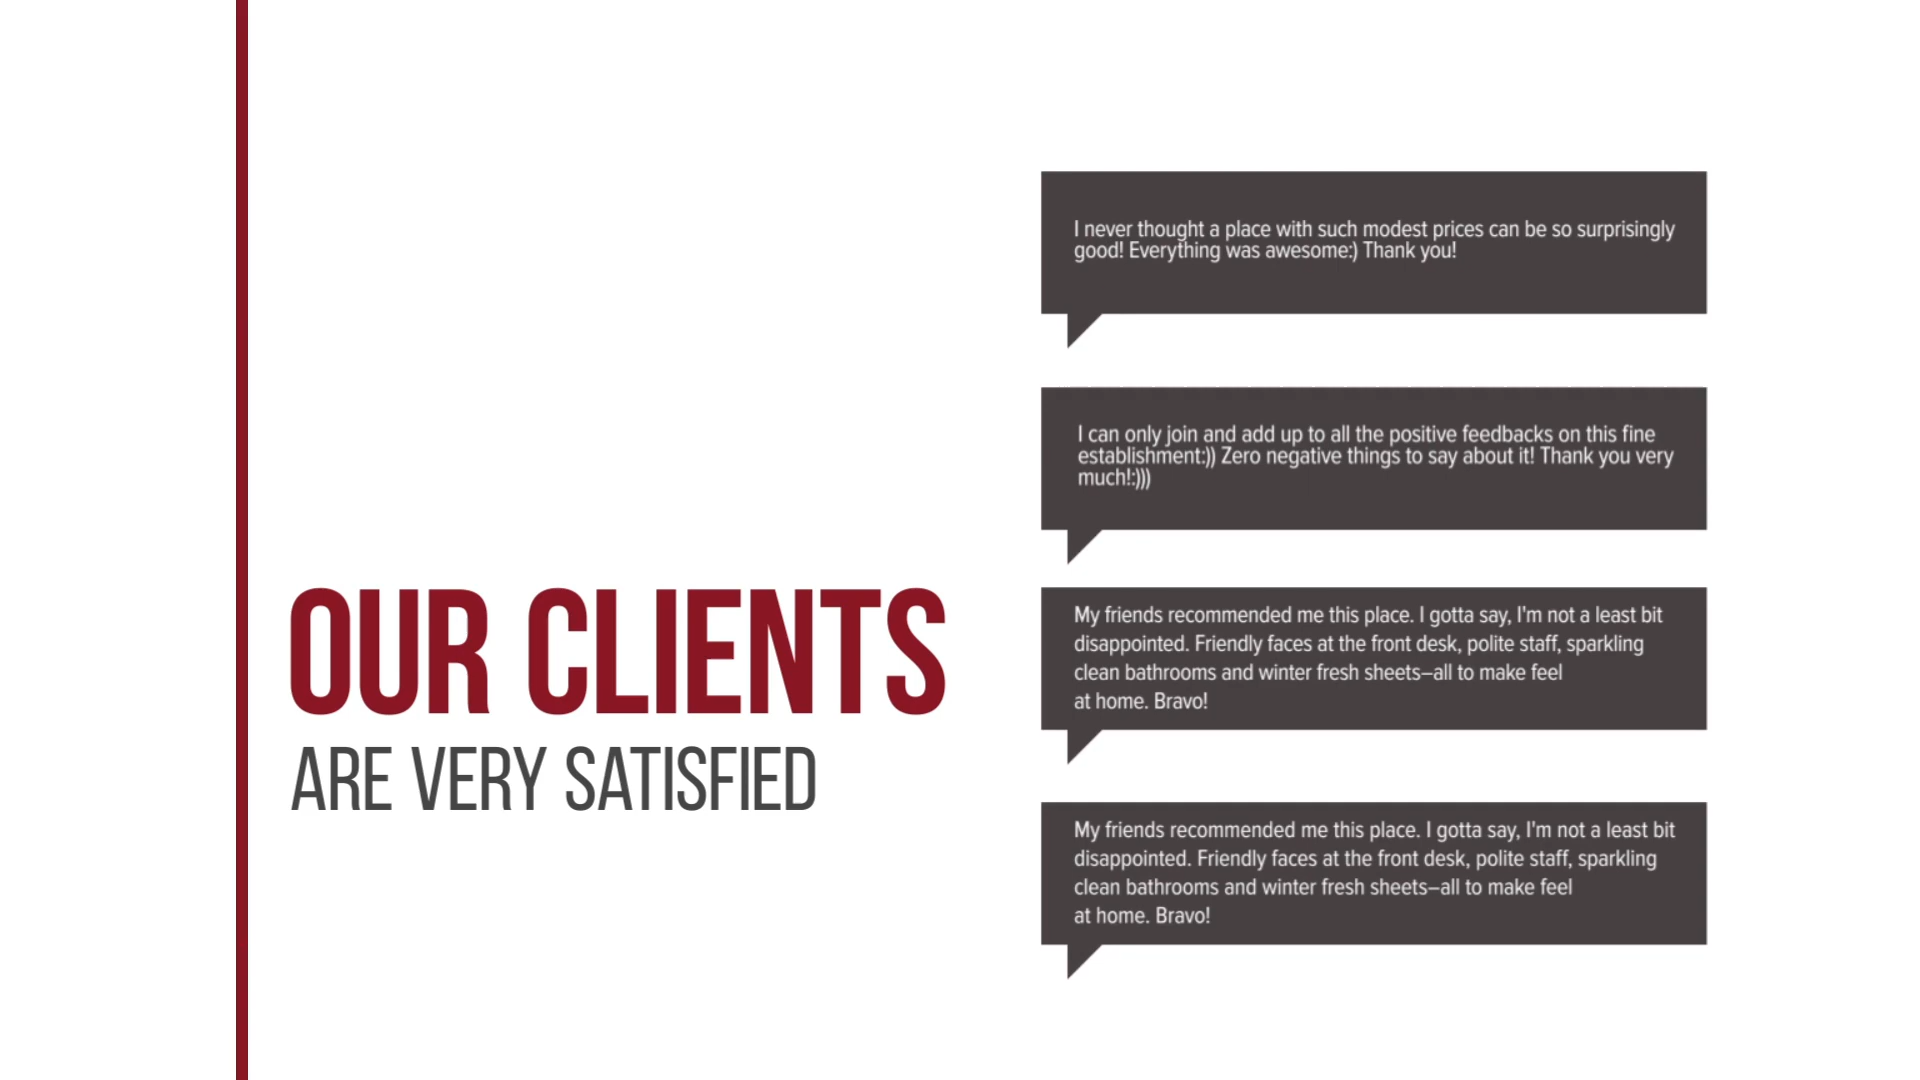 OUR CLIENTS
ARE VERY SATISFIED
I never thought a place with such modest prices can be so surprisingly
good! Everything was awesome:) Thank you!
I can only join and add up to all the positive feedbacks on this fine
establishment:)) Zero negative things to say about it! Thank you very
much!:)))
My friends recommended me this place. I gotta say, I'm not a least bit
disappointed. Friendly faces at the front desk, polite staff, sparkling
clean bathrooms and winter fresh sheets–all to make feel
at home. Bravo!
My friends recommended me this place. I gotta say, I'm not a least bit
disappointed. Friendly faces at the front desk, polite staff, sparkling
clean bathrooms and winter fresh sheets–all to make feel
at home. Bravo!